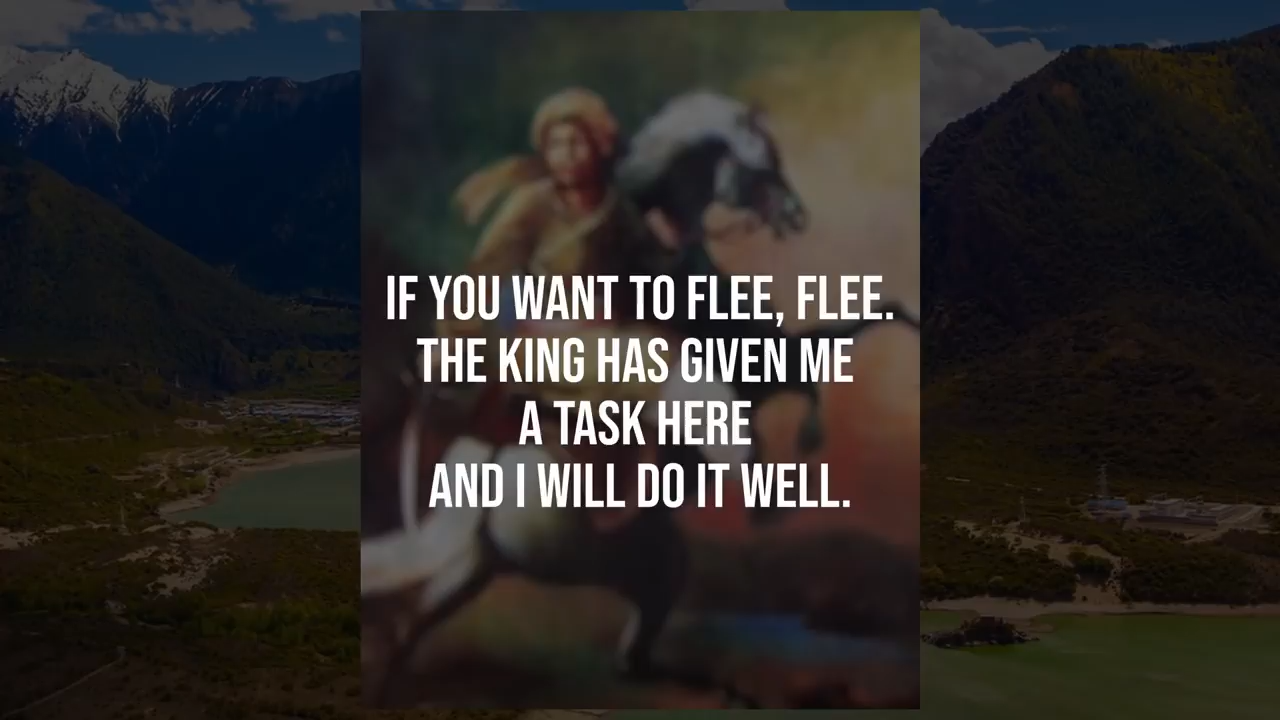 IF YOU WANT TO FLEE, FLEE.
THE KING HAS GIVEN ME
A TASK HERE
AND I WILL DO IT WELL.